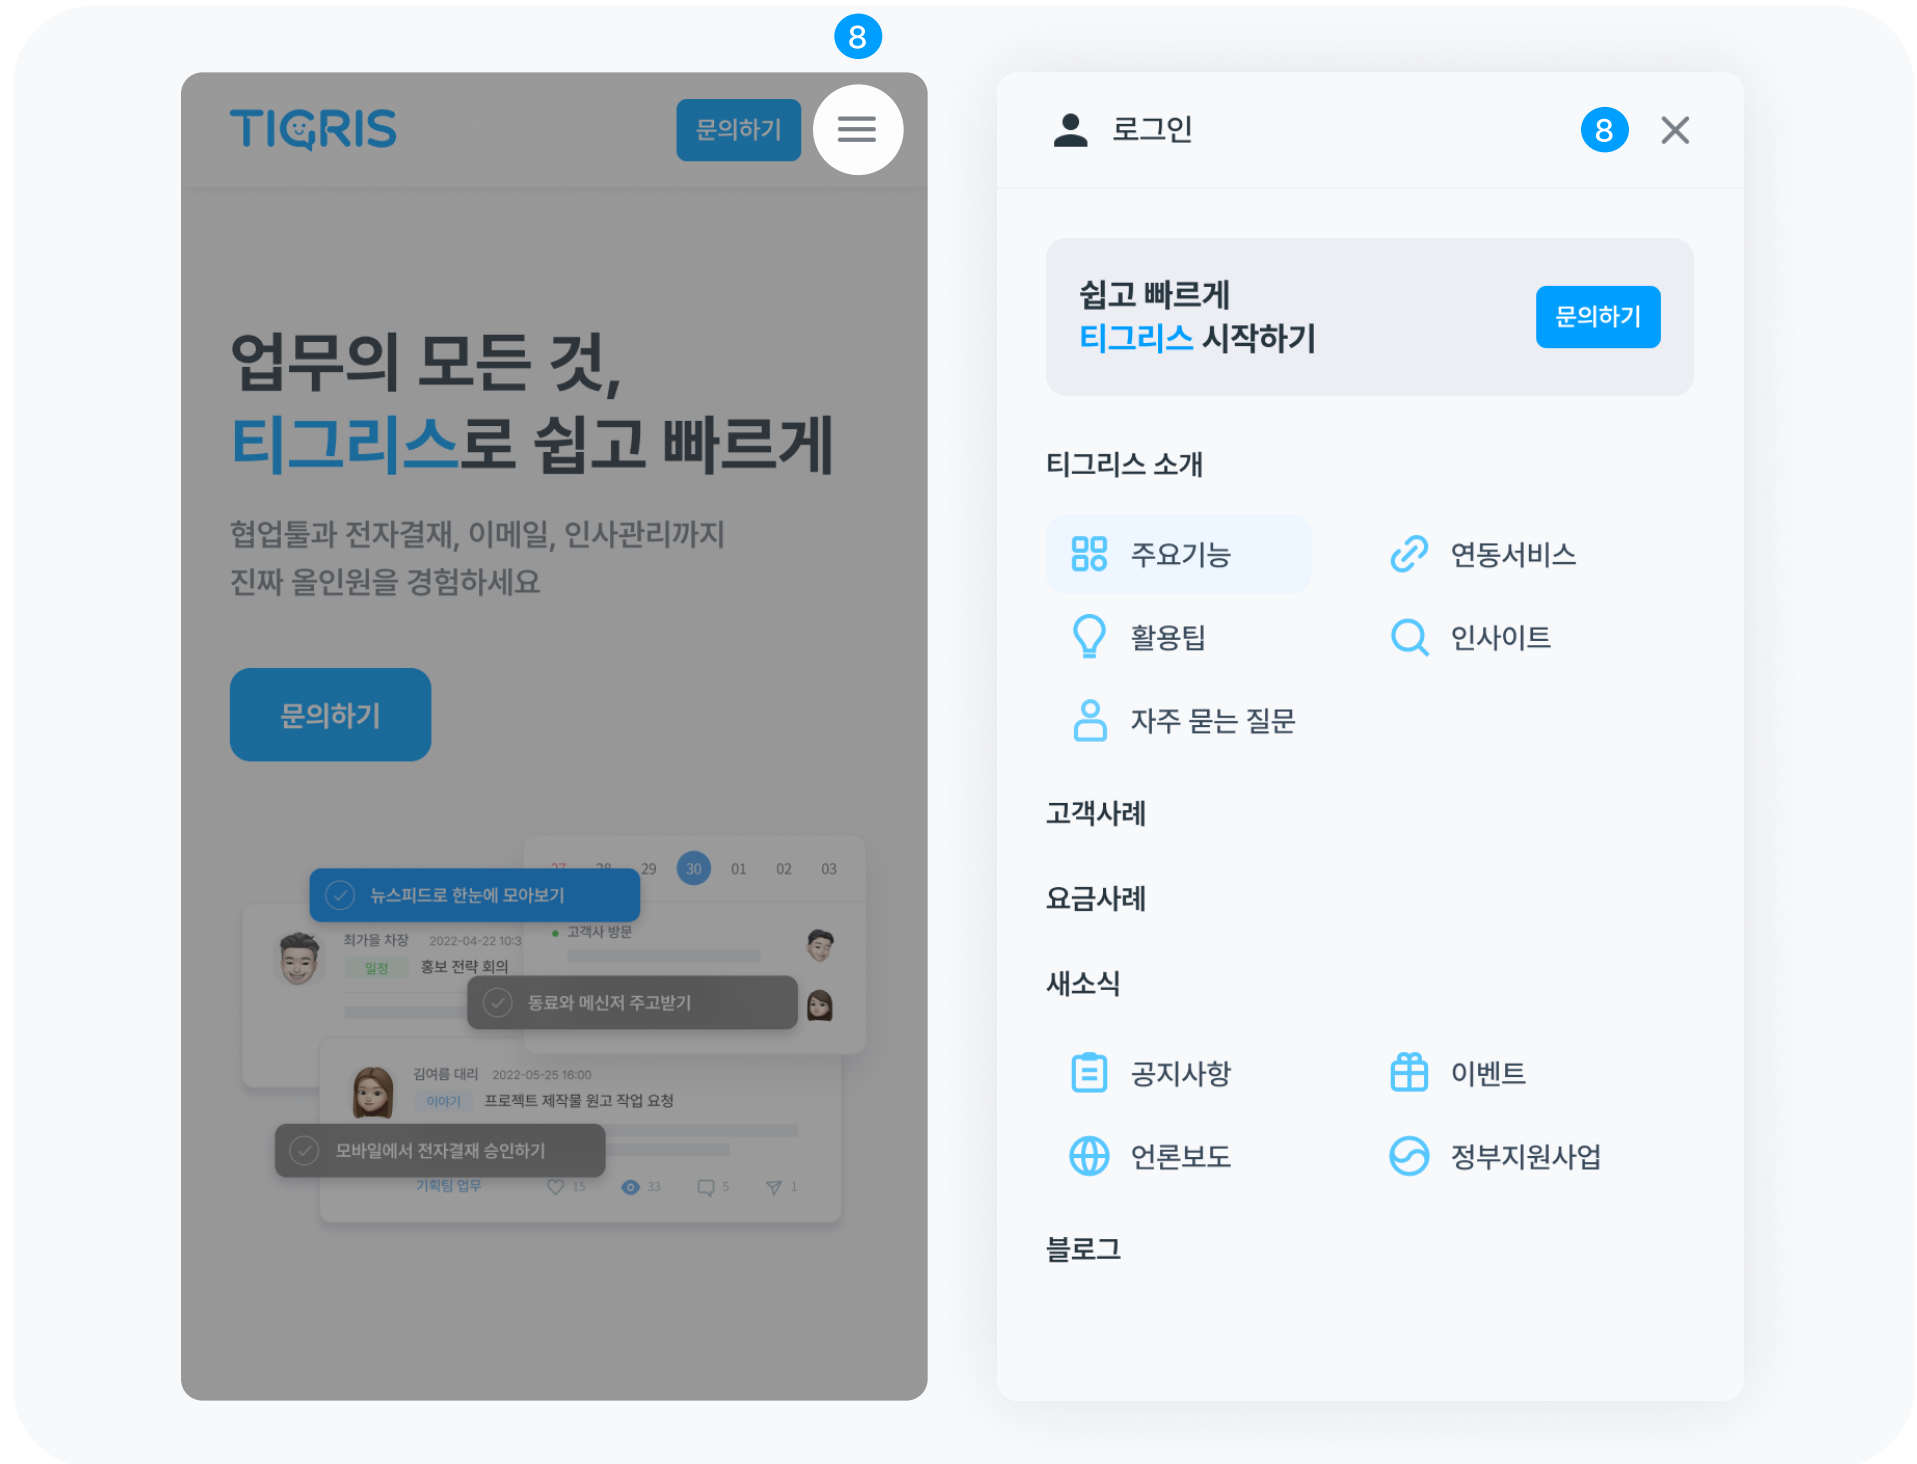 8
TIGRIS
문의하기
업무의 모든 것,
티그리스로 쉽고 빠르게
협업툴과 전자결재, 이메일, 인사관리까지
진짜 올인원을 경험하세요
문의하기
27 28 29 30 01 02 03
뉴스피드로 한눈에 모아보기
고객사 방문
최가을 차장 2022-04-22 10:3
일정 홍보 전략 회의
동료와 메신저 주고받기
김여름 대리 2022-05-25 16:00
이야기 프로젝트 제작물 원고 작업 요청
모바일에서 전자결재 승인하기
기획팀 업무 15 33 5 1
로그인 8
쉽고 빠르게
티그리스 시작하기
문의하기
티그리스 소개
주요기능 연동서비스
활용팁 인사이트
자주 묻는 질문
고객사례
요금사례
새소식
공지사항 이벤트
언론보도 정부지원사업
블로그